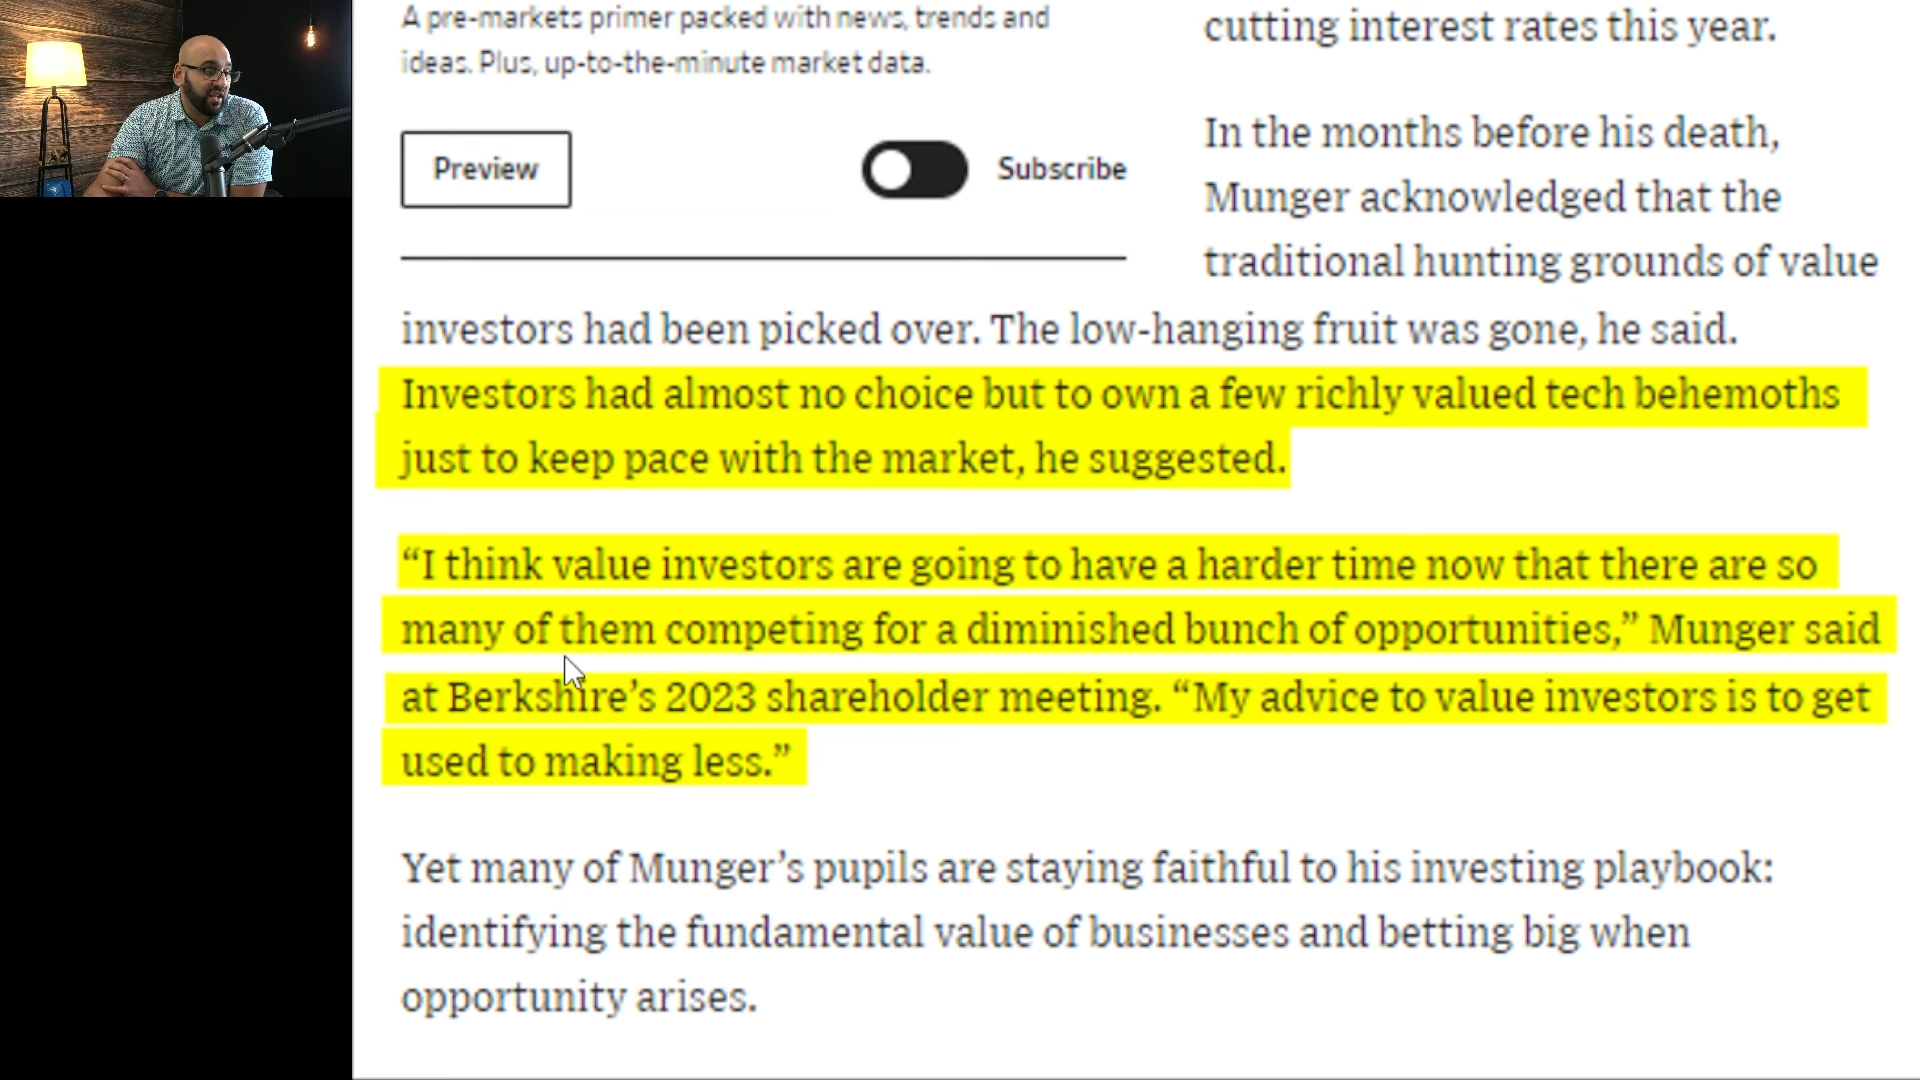 A pre-markets primer packed with news, trends and
ideas. Plus, up-to-the-minute market data.
Preview
Subscribe
cutting interest rates this year.
In the months before his death,
Munger acknowledged that the
traditional hunting grounds of value
investors had been picked over. The low-hanging fruit was gone, he said.
Investors had almost no choice but to own a few richly valued tech behemoths
just to keep pace with the market, he suggested.
“I think value investors are going to have a harder time now that there are so
many of them competing for a diminished bunch of opportunities,” Munger said
at Berkshire’s 2023 shareholder meeting. “My advice to value investors is to get
used to making less.”
Yet many of Munger’s pupils are staying faithful to his investing playbook:
identifying the fundamental value of businesses and betting big when
opportunity arises.